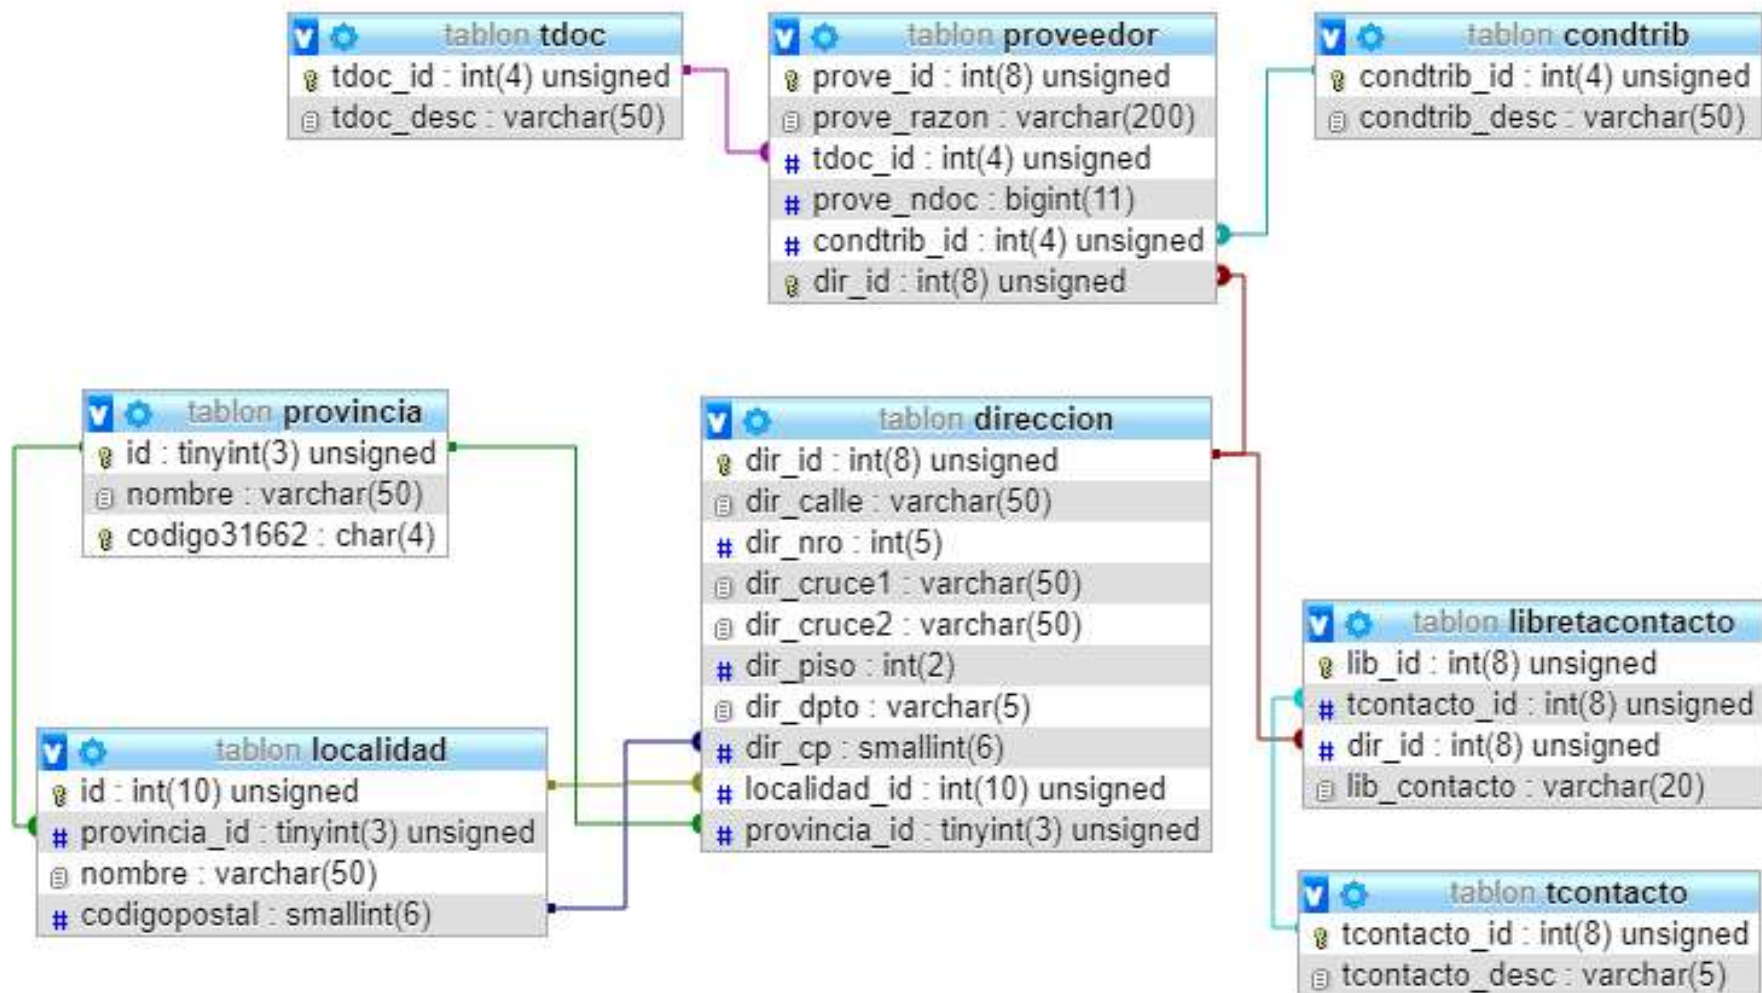 tablon tdoc
tdoc_id : int(4) unsigned
tdoc_desc : varchar(50)
tablon proveedor
prove_id : int(8) unsigned
prove_razon : varchar(200)
# tdoc_id : int(4) unsigned
# prove_ndoc : bigint(11)
# condtrib_id : int(4) unsigned
dir_id : int(8) unsigned
tablon condtrib
condtrib_id : int(4) unsigned
condtrib_desc : varchar(50)
tablon provincia
id : tinyint(3) unsigned
nombre : varchar(50)
codigo31662 : char(4)
tablon direccion
dir_id : int(8) unsigned
dir_calle : varchar(50)
# dir_nro : int(5)
dir_cruce1 : varchar(50)
dir_cruce2 : varchar(50)
# dir_piso : int(2)
dir_dpto : varchar(5)
# dir_cp : smallint(6)
# localidad_id : int(10) unsigned
# provincia_id : tinyint(3) unsigned
tablon localidad
id : int(10) unsigned
# provincia_id : tinyint(3) unsigned
nombre : varchar(50)
# codigopostal : smallint(6)
tablon libretacontacto
lib_id : int(8) unsigned
# tcontacto_id : int(8) unsigned
# dir_id : int(8) unsigned
lib_contacto : varchar(20)
tablon tcontacto
tcontacto_id : int(8) unsigned
tcontacto_desc : varchar(5)